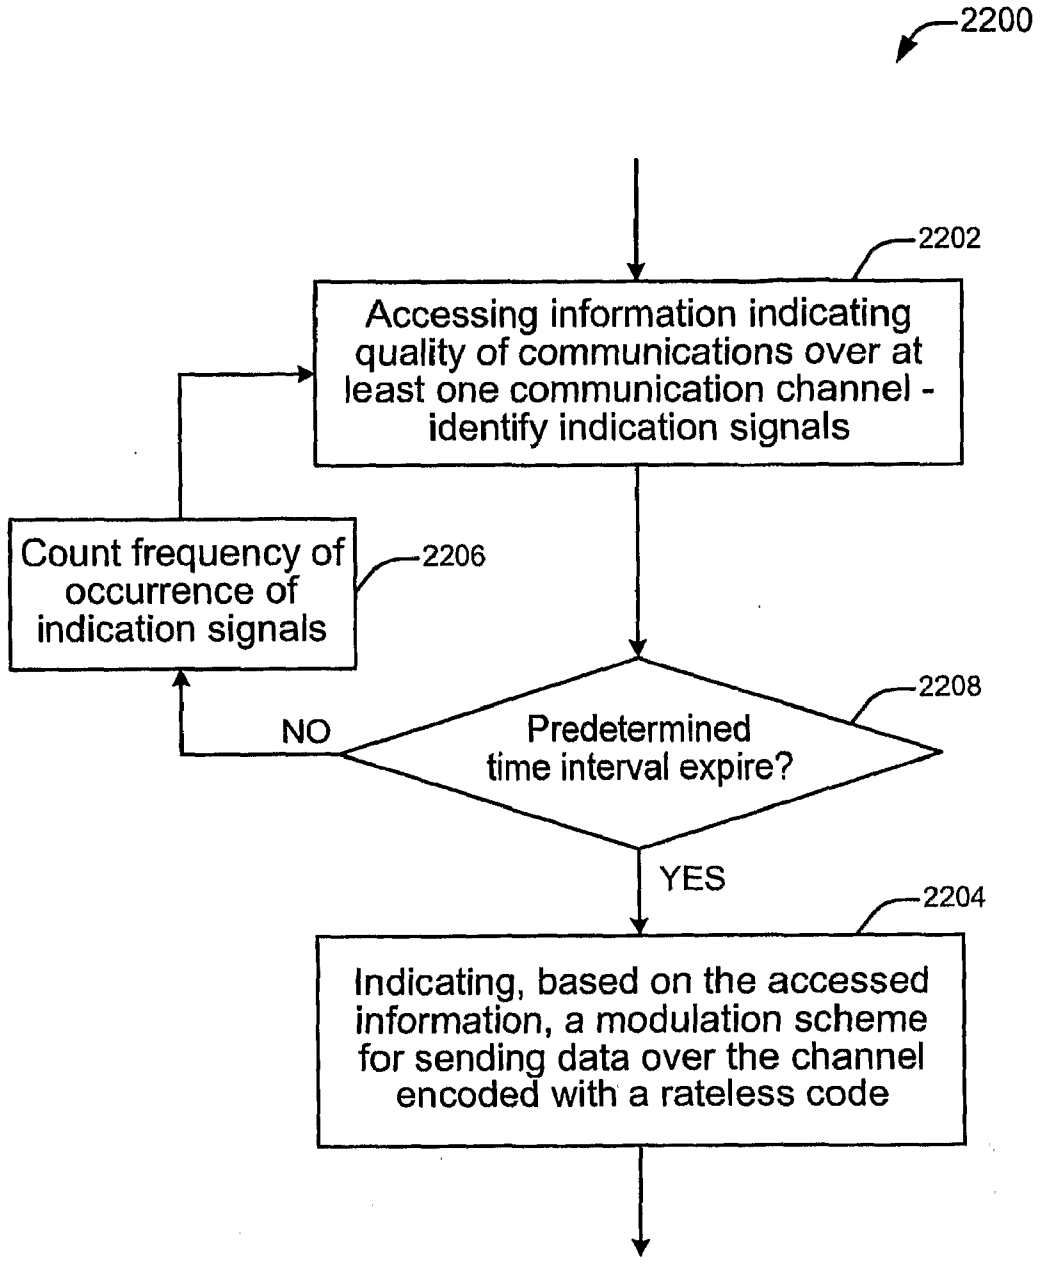 2200
2202
Accessing information indicating
quality of communications over at
least one communication channel -
identify indication signals
Count frequency of
occurrence of
indication signals
2206
2208
Predetermined
time interval expire?
NO
YES
2204
Indicating, based on the accessed
information, a modulation scheme
for sending data over the channel
encoded with a rateless code